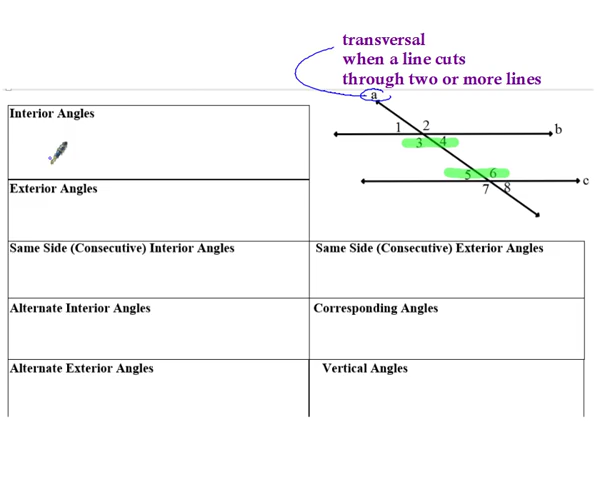 transversal
when a line cuts
through two or more lines
a
Interior Angles
1 2
b
3 4
5 6
c
7 8
Exterior Angles
Same Side (Consecutive) Interior Angles
Same Side (Consecutive) Exterior Angles
Alternate Interior Angles
Corresponding Angles
Alternate Exterior Angles
Vertical Angles